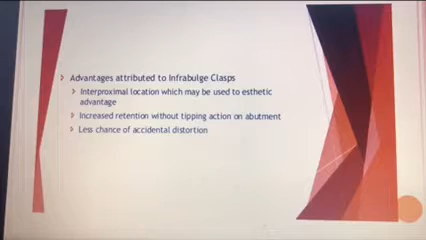 Advantages attributed to Infrabulge Clasps
Interproximal location which may be used to esthetic
advantage
Increased retention without tipping action on abutment
Less chance of accidental distortion